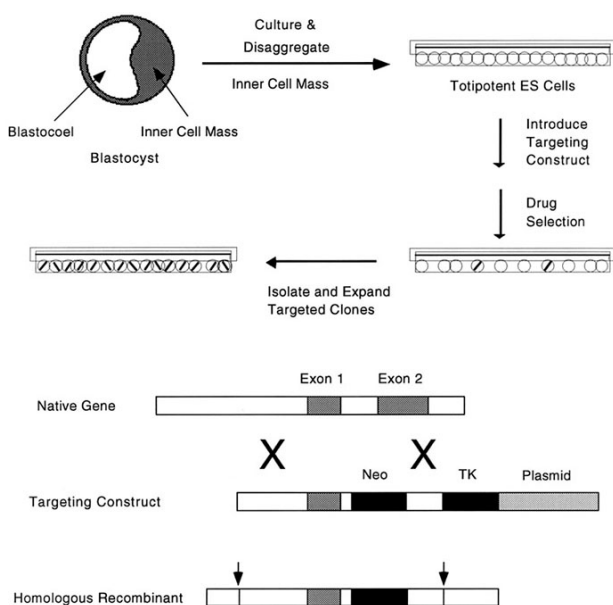 Culture &
Disaggregate
Inner Cell Mass
Totipotent ES Cells
Blastocoel
Inner Cell Mass
Blastocyst
Introduce
Targeting
Construct
Drug
Selection
Isolate and Expand
Targeted Clones
Exon 1
Exon 2
Native Gene
X X
Neo
TK
Plasmid
Targeting Construct
Homologous Recombinant